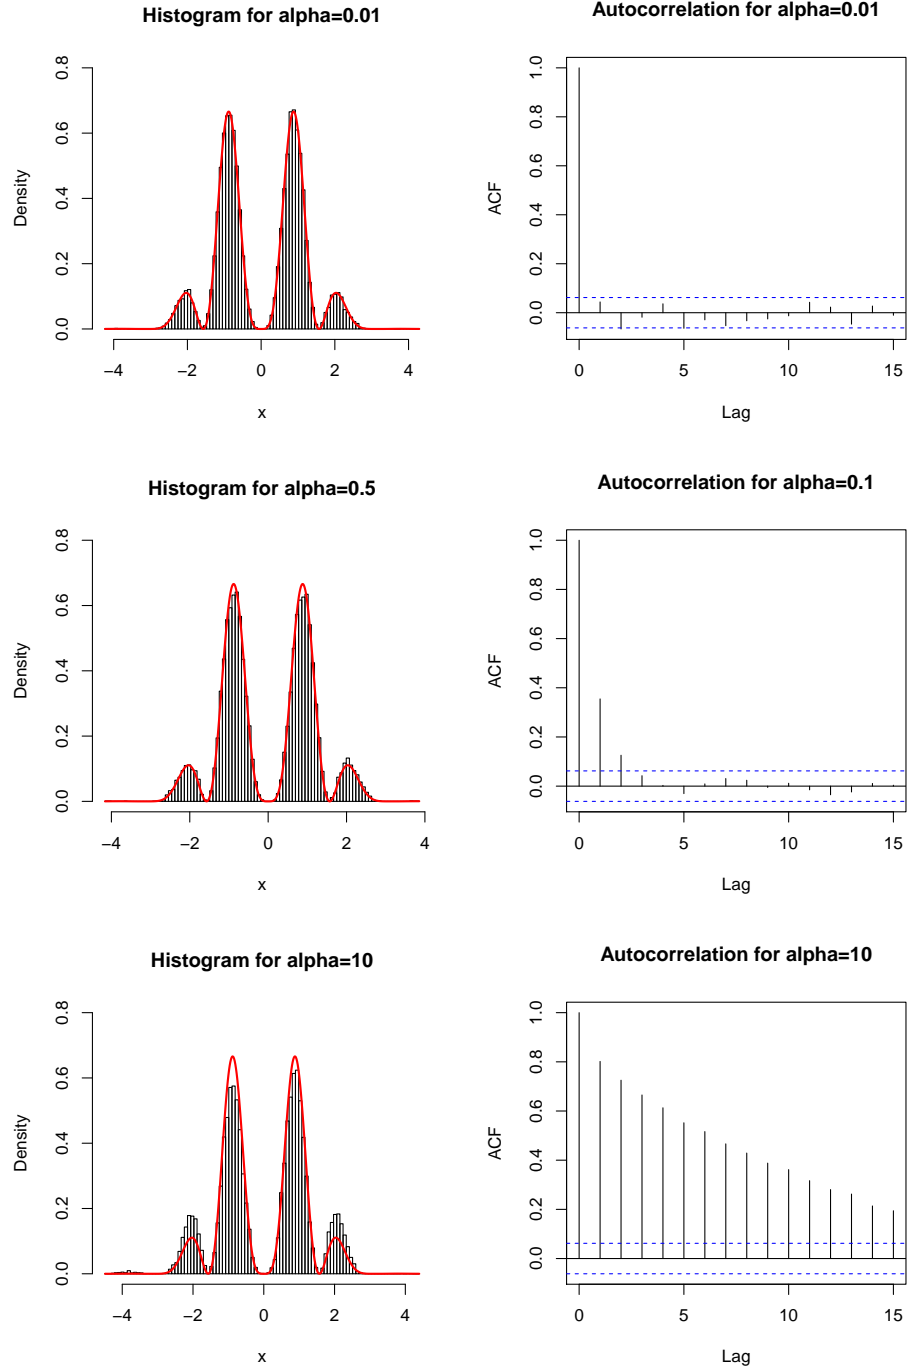 Histogram for alpha=0.01
Density
0.0 0.2 0.4 0.6 0.8
−4 −2 0 2 4
x
Autocorrelation for alpha=0.01
ACF
0.0 0.2 0.4 0.6 0.8 1.0
0 5 10 15
Lag
Histogram for alpha=0.5
Density
0.0 0.2 0.4 0.6 0.8
−4 −2 0 2 4
x
Autocorrelation for alpha=0.1
ACF
0.0 0.2 0.4 0.6 0.8 1.0
0 5 10 15
Lag
Histogram for alpha=10
Density
0.0 0.2 0.4 0.6 0.8
−4 −2 0 2 4
x
Autocorrelation for alpha=10
ACF
0.0 0.2 0.4 0.6 0.8 1.0
0 5 10 15
Lag